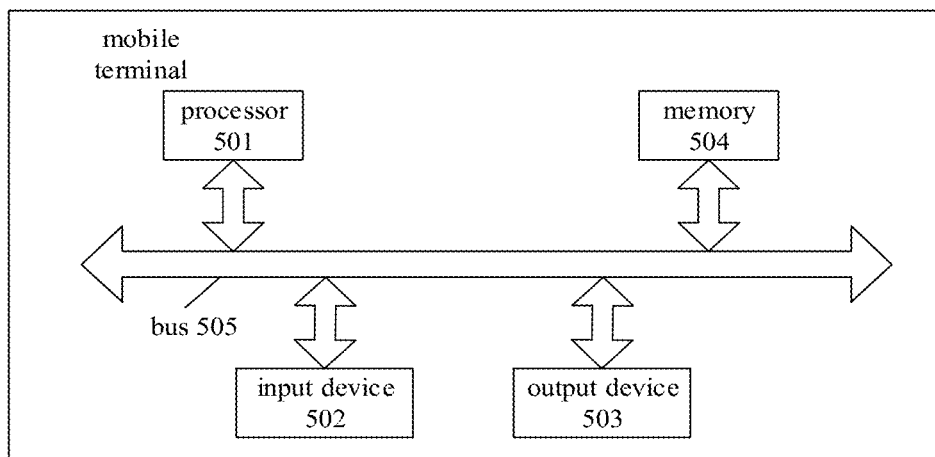 mobile
terminal
processor
501
memory
504
bus 505
input device
502
output device
503